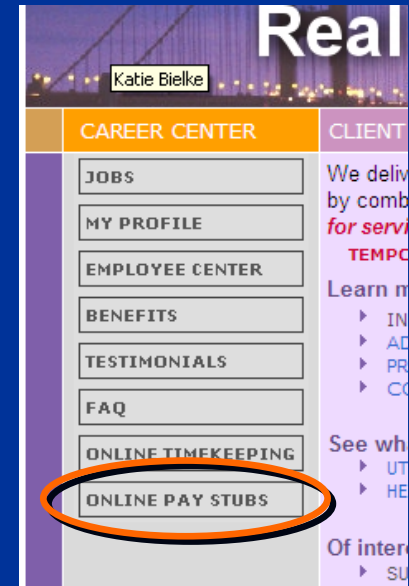 Real
Katie Bielke
CAREER CENTER
CLIENT
JOBS
MY PROFILE
EMPLOYEE CENTER
BENEFITS
TESTIMONIALS
FAQ
ONLINE TIMEKEEPING
ONLINE PAY STUBS
We deliv
by comb
for servi
TEMPO
Learn m
IN
AD
PR
CO
See wh
UT
HE
Of inter
SU